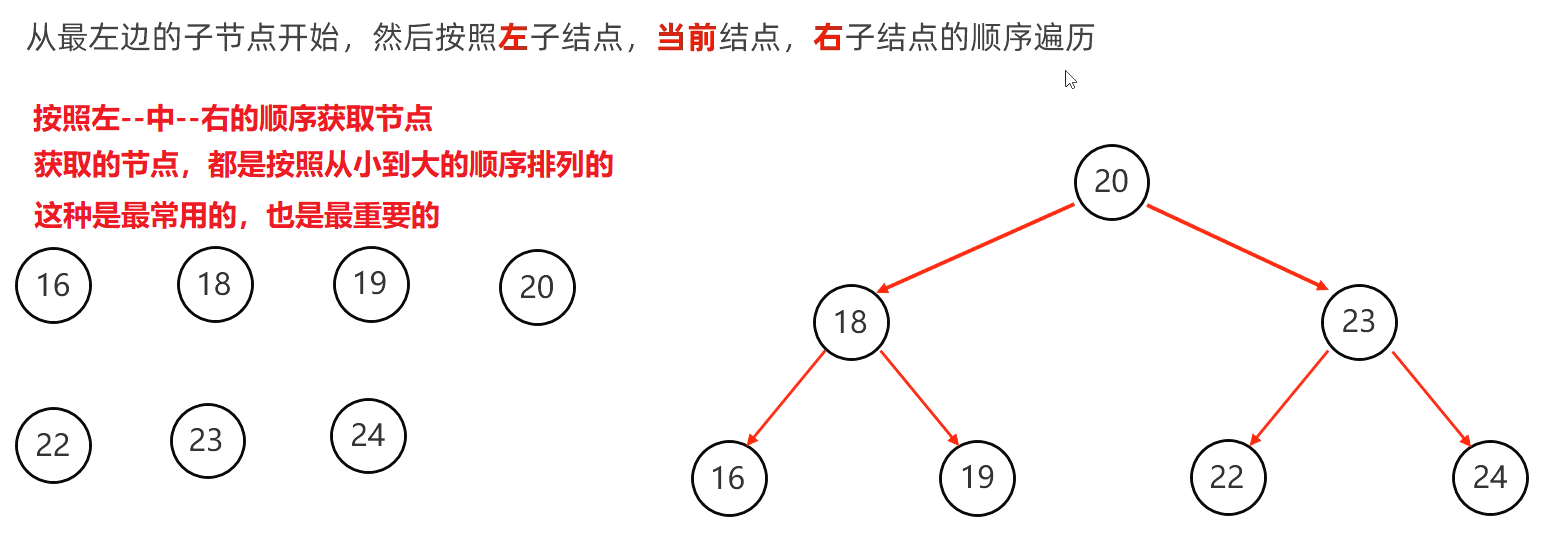 从最左边的子节点开始，然后按照左子结点，当前结点，右子结点的顺序遍历
按照左--中--右的顺序获取节点
获取的节点，都是按照从小到大的顺序排列的
这种是最常用的，也是最重要的
16 18 19 20
22 23 24
20
18 23
16 19 22 24